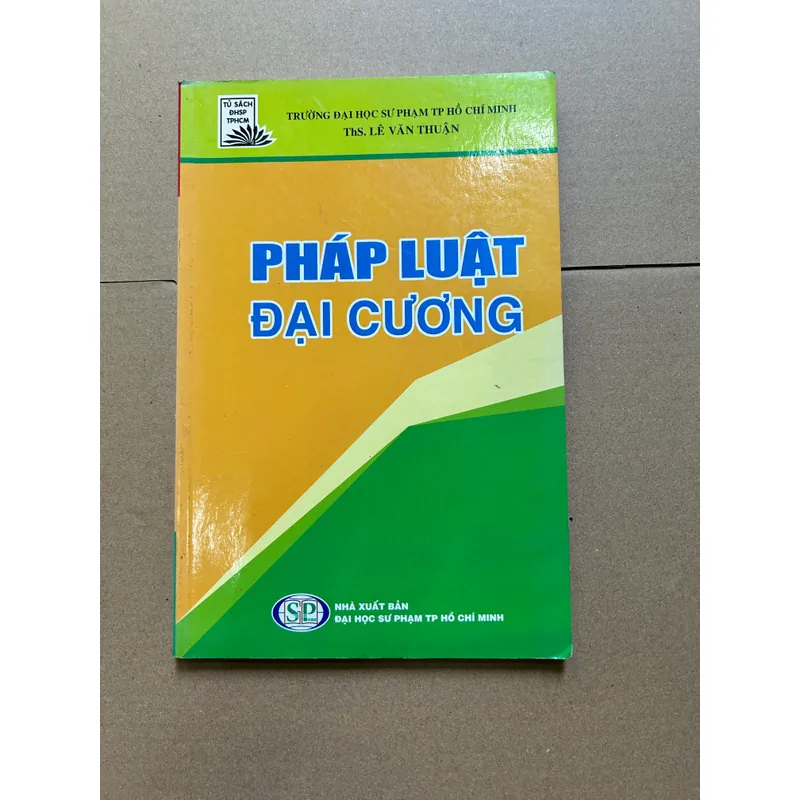 TỦ SÁCH
ĐHSP
TPHCM
TRƯỜNG ĐẠI HỌC SƯ PHẠM TP HỒ CHÍ MINH
ThS. LÊ VĂN THUẬN
PHÁP LUẬT
ĐẠI CƯƠNG
SP
NHÀ XUẤT BẢN
ĐẠI HỌC SƯ PHẠM TP HỒ CHÍ MINH